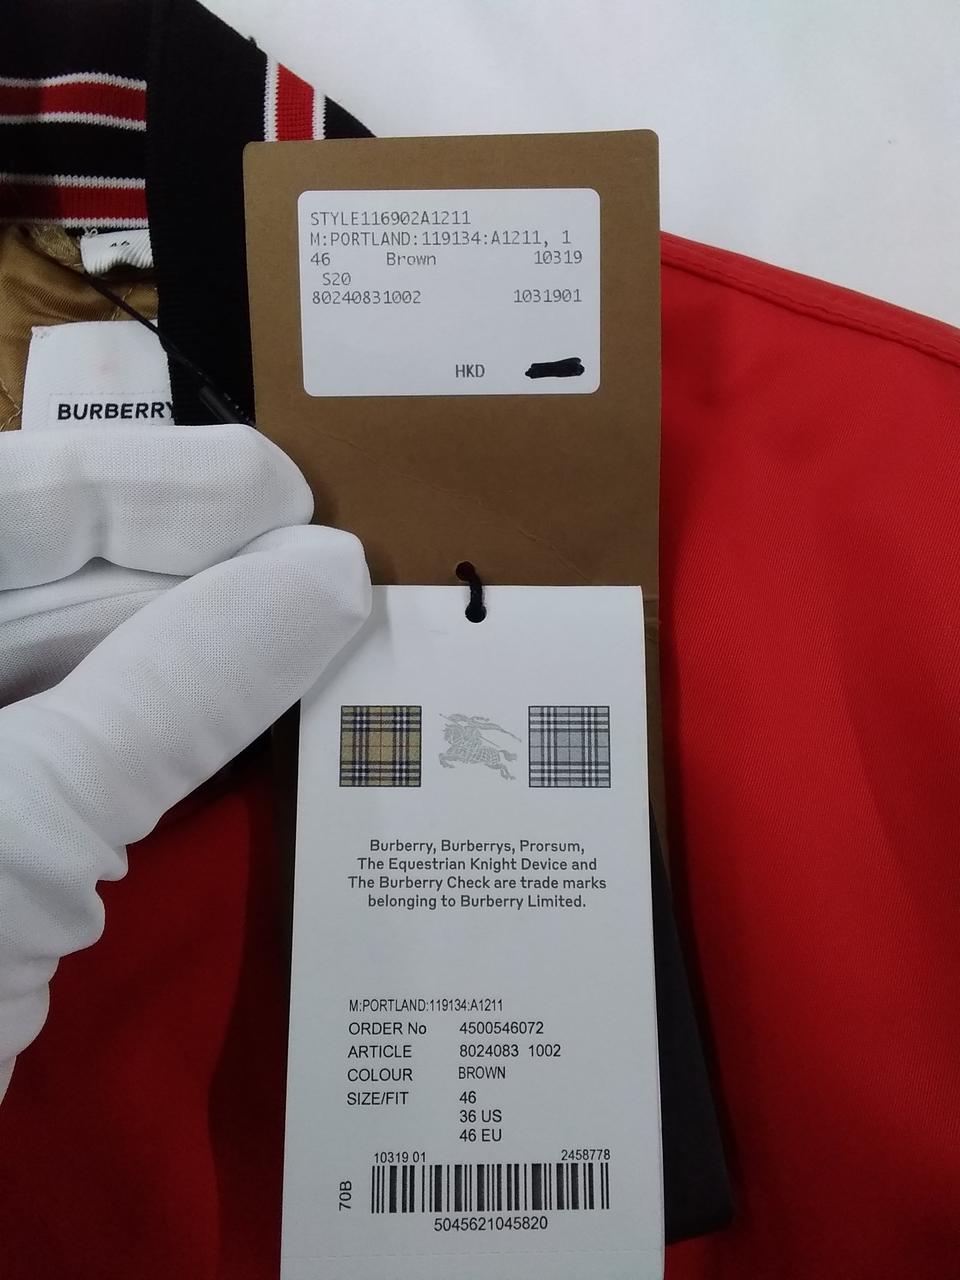 STYLE116902A1211
M:PORTLAND:119134:A1211, 1
46 Brown 10319
S20
80240831002 1031901
HKD
BURBERRY
Burberry, Burberrys, Prorsum,
The Equestrian Knight Device and
The Burberry Check are trade marks
belonging to Burberry Limited.
M:PORTLAND:119134:A1211
ORDER No 4500546072
ARTICLE 8024083 1002
COLOUR BROWN
SIZE/FIT 46
36 US
46 EU
10319 01 2458778
70B
5045621045820